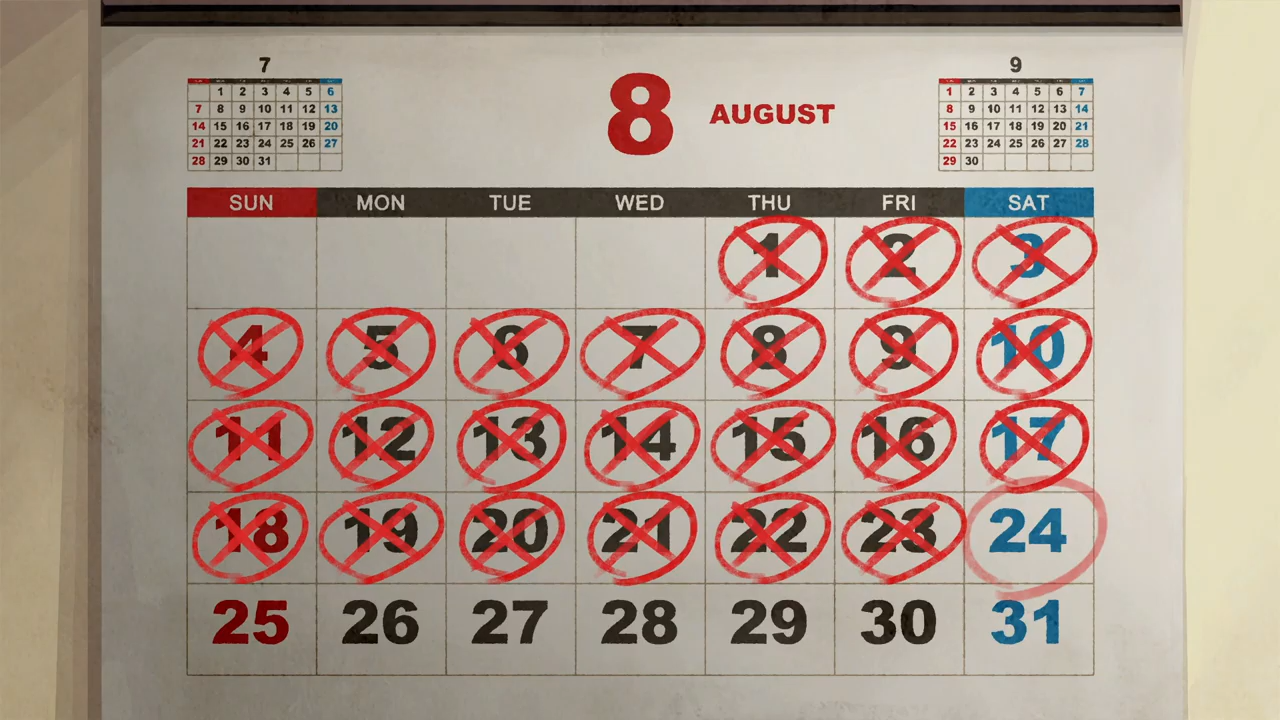 7
1 2 3 4 5 6
7 8 9 10 11 12 13
14 15 16 17 18 19 20
21 22 23 24 25 26 27
28 29 30 31
8 AUGUST
9
1 2 3 4 5 6 7
8 9 10 11 12 13 14
15 16 17 18 19 20 21
22 23 24 25 26 27 28
29 30
SUN MON TUE WED THU FRI SAT
1 2 3
4 5 6 7 8 9 10
11 12 13 14 15 16 17
18 19 20 21 22 23 24
25 26 27 28 29 30 31